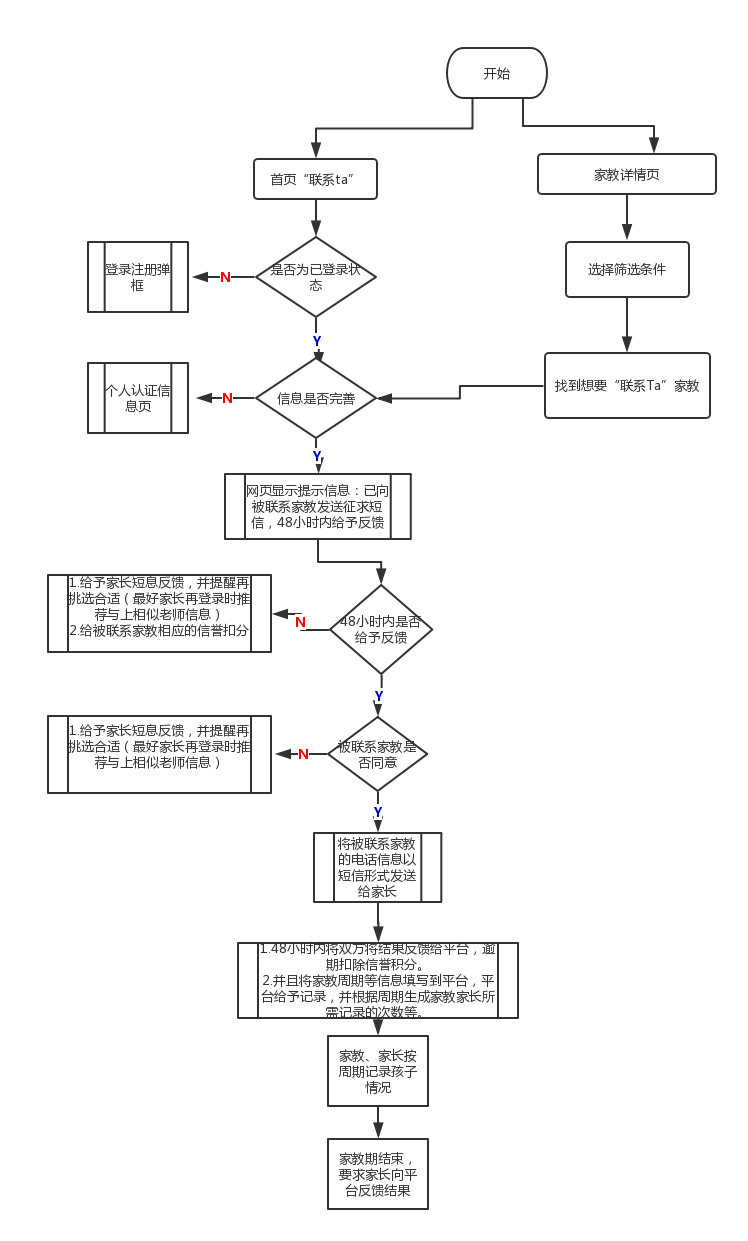 开始
首页“联系ta”
家教详情页
登录注册弹
框
N
是否为已登录状
态
选择筛选条件
Y
个人认证信
息页
N
信息是否完善
找到想要“联系Ta”家教
Y
网页显示提示信息：已向
被联系家教发送征求短
信，48小时内给予反馈
1.给予家长短息反馈，并提醒再
挑选合适（最好家长再登录时推
荐与上相似老师信息）
2.给被联系家教相应的信誉扣分
N
48小时内是否
给予反馈
Y
1.给予家长短息反馈，并提醒再
挑选合适（最好家长再登录时推
荐与上相似老师信息）
N
被联系家教是
否同意
Y
将被联系家教
的电话信息以
短信形式发送
给家长
1.48小时内将双方将结果反馈给平台，逾
期扣除信誉积分。
2.并且将家教周期等信息填写到平台，平
台给予记录，并根据周期生成家教家长所
需记录的次数等。
家教、家长按
周期记录孩子
情况
家教期结束，
要求家长向平
台反馈结果